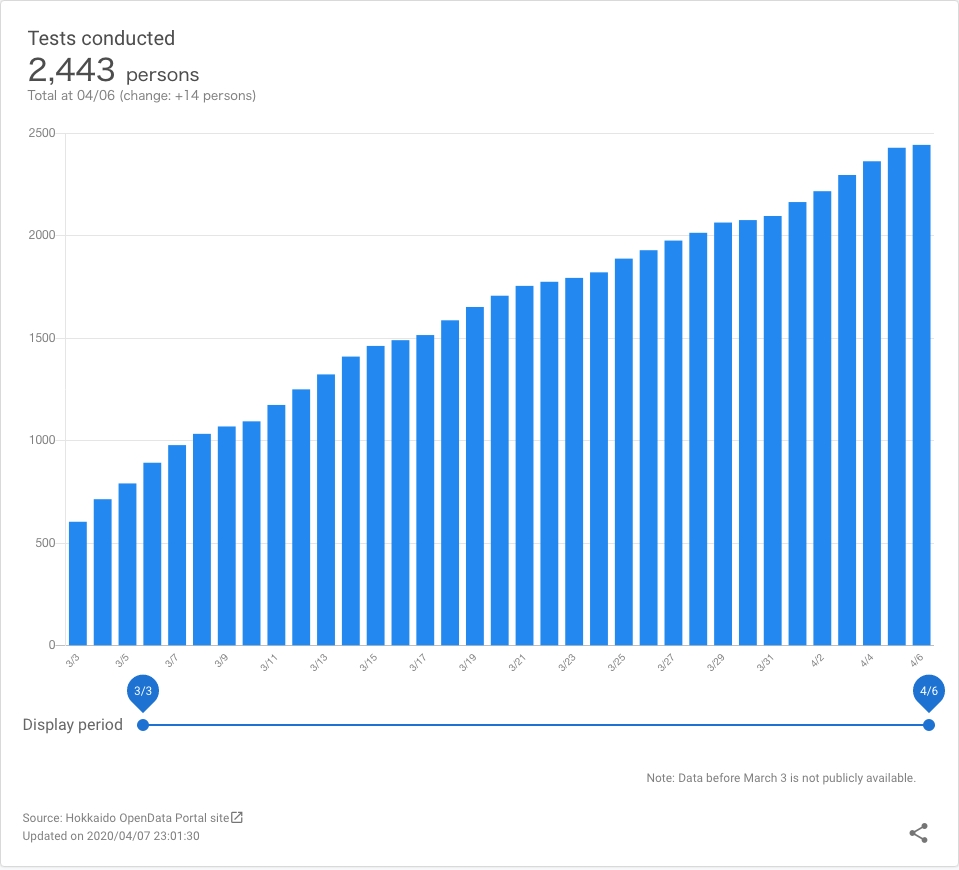 Tests conducted
2,443 persons
Total at 04/06 (change: +14 persons)
2500
2000
1500
1000
500
0
3/3 3/5 3/7 3/9 3/11 3/13 3/15 3/17 3/19 3/21 3/23 3/25 3/27 3/29 3/31 4/2 4/4 4/6
3/3 4/6
Display period
Note: Data before March 3 is not publicly available.
Source: Hokkaido OpenData Portal site
Updated on 2020/04/07 23:01:30